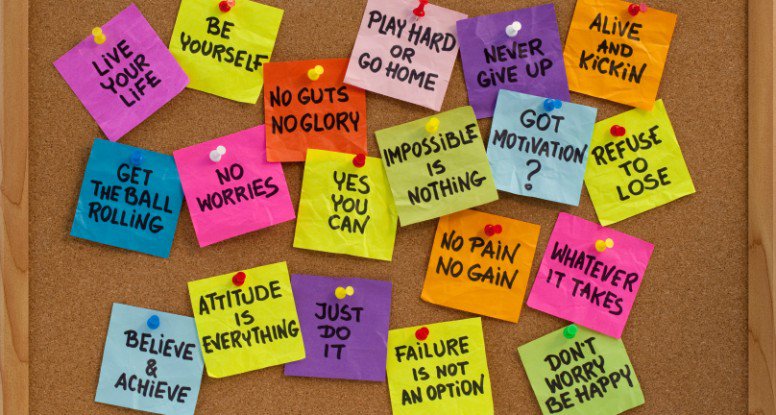 LIVE
YOUR
LIFE
BE
YOURSELF
NO GUTS
NO GLORY
PLAY HARD
OR
GO HOME
NEVER
GIVE UP
ALIVE
AND
KICKIN
GET
THE BALL
ROLLING
NO
WORRIES
YES
YOU
CAN
IMPOSSIBLE
IS
NOTHING
GOT
MOTIVATION
?
REFUSE
TO
LOSE
NO PAIN
NO GAIN
WHATEVER
IT TAKES
BELIEVE
&
ACHIEVE
ATTITUDE
IS
EVERYTHING
JUST
DO
IT
FAILURE
IS NOT
AN OPTION
DON'T
WORRY
BE HAPPY